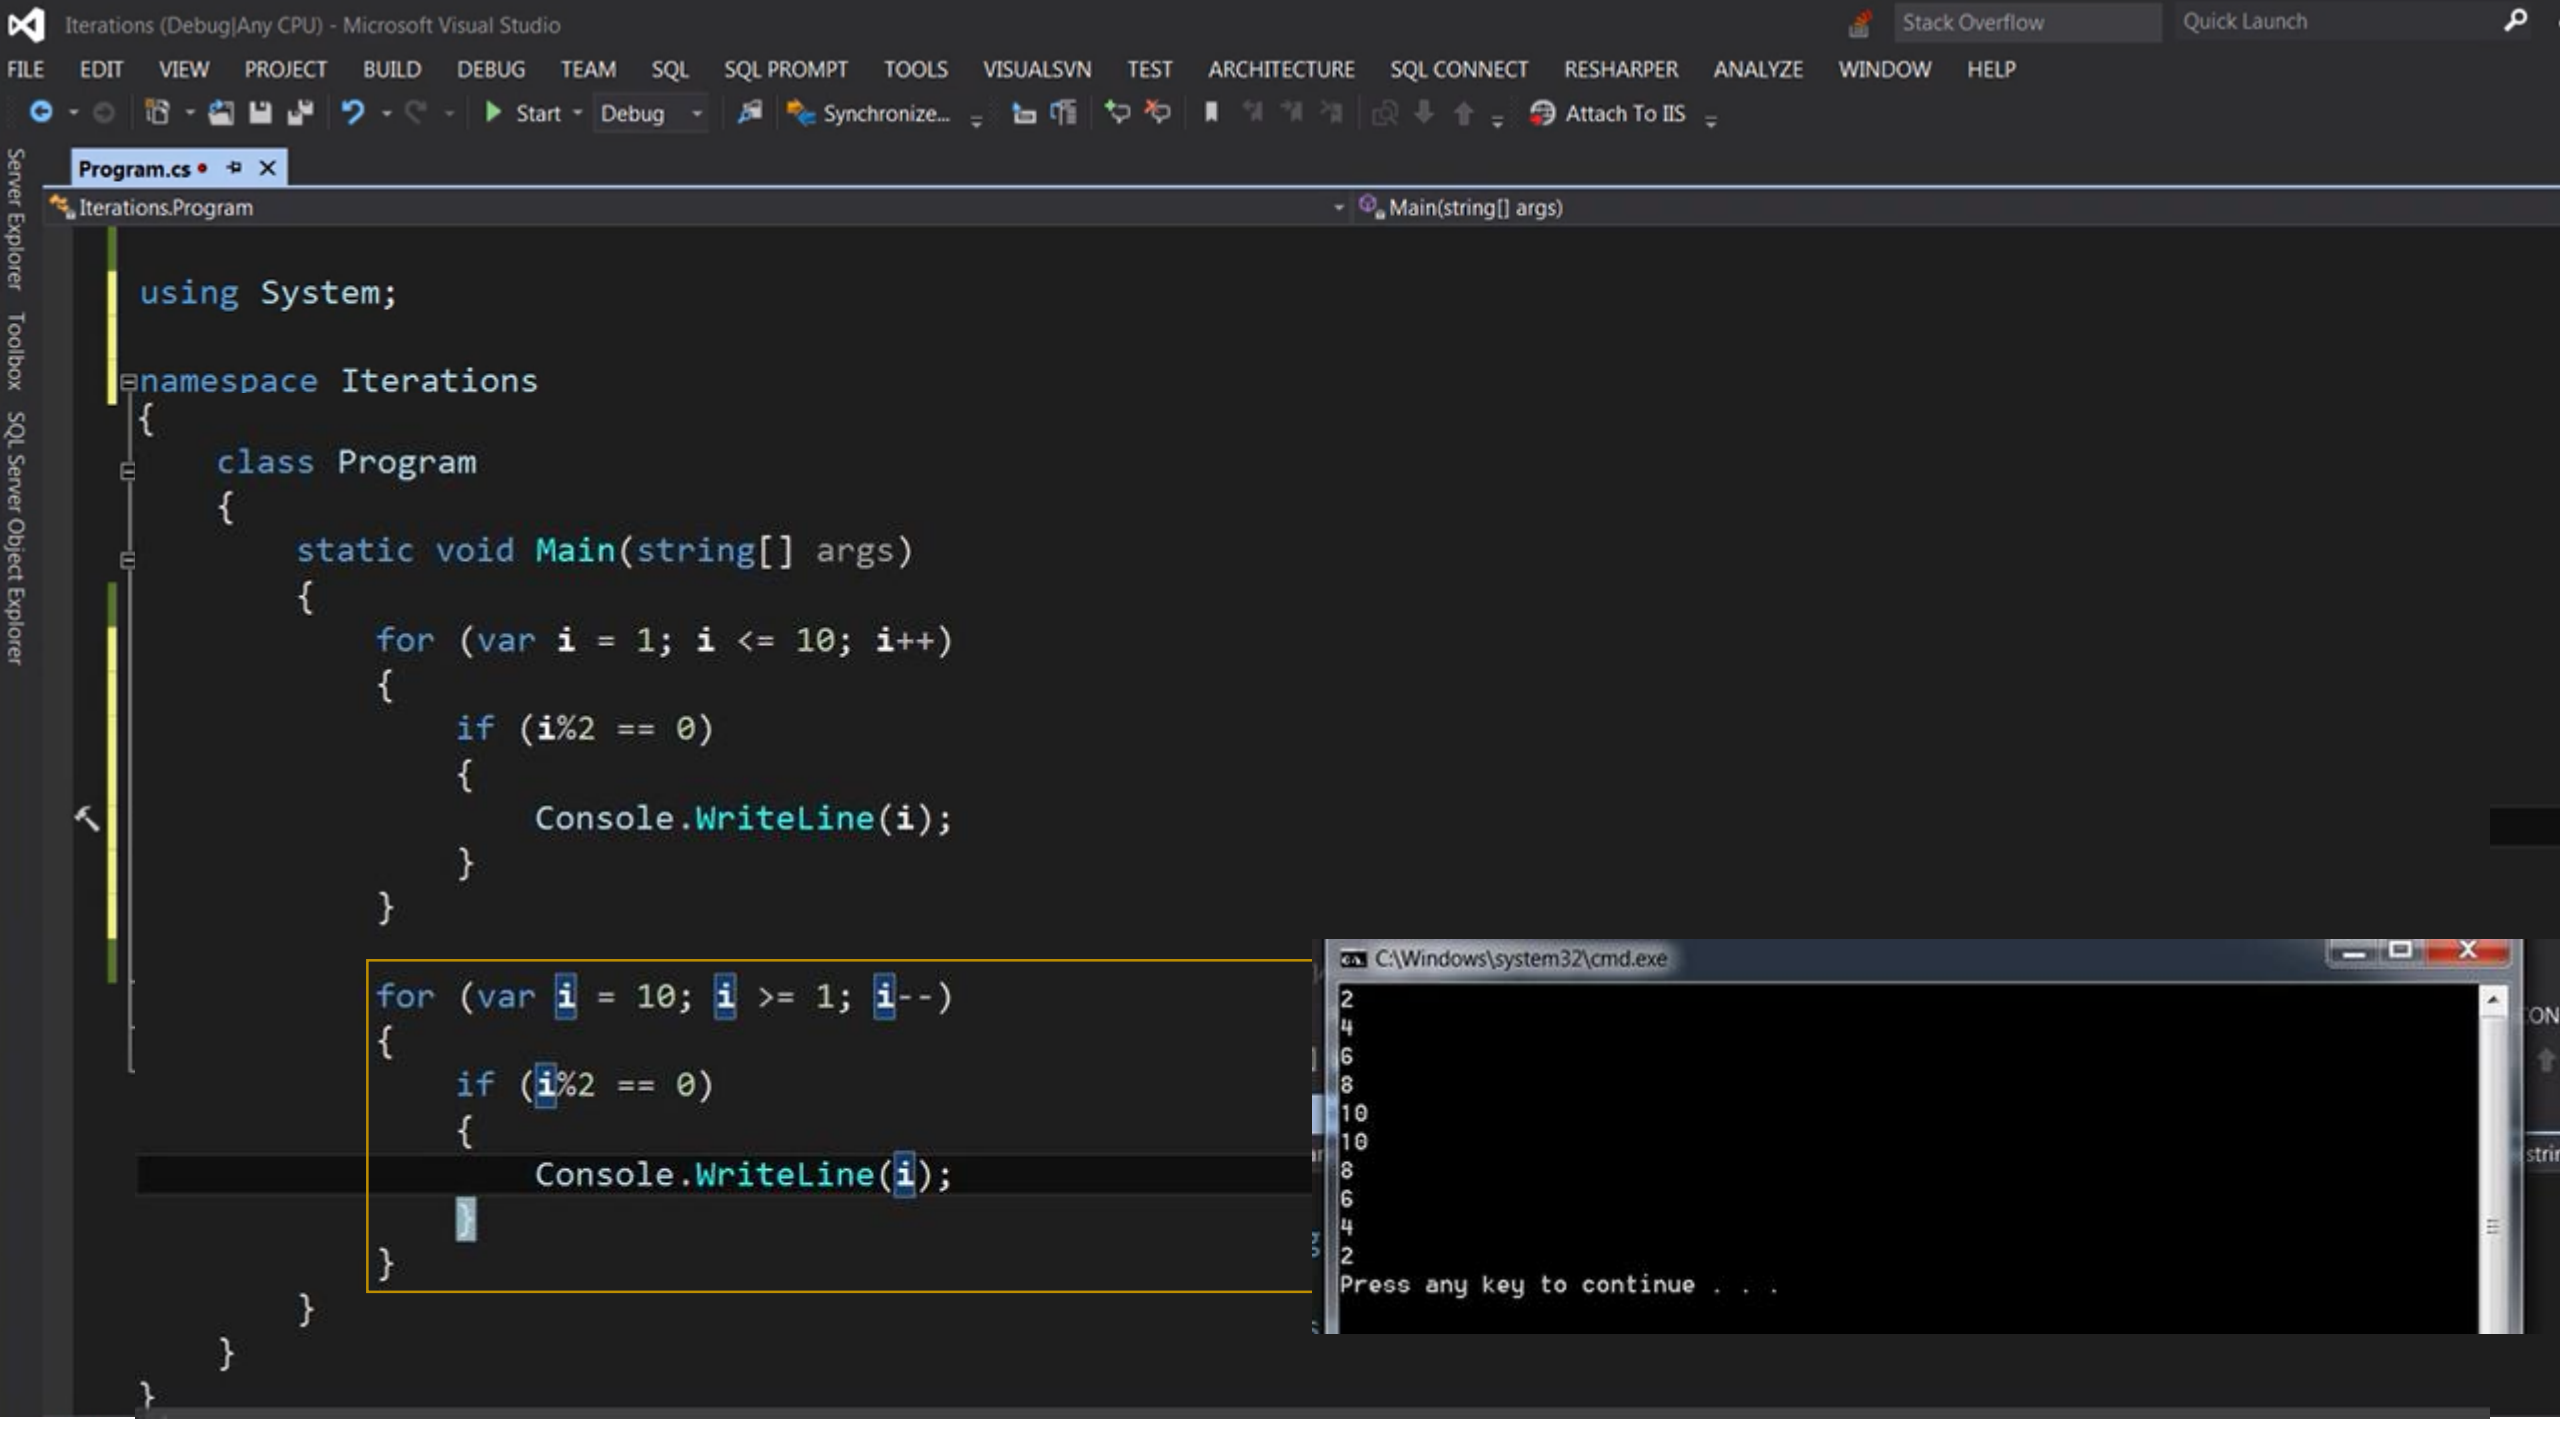 Iterations (Debug|Any CPU) - Microsoft Visual Studio
Stack Overflow
Quick Launch
FILE EDIT VIEW PROJECT BUILD DEBUG TEAM SQL SQL PROMPT TOOLS VISUALSVN TEST ARCHITECTURE SQL CONNECT RESHARPER ANALYZE WINDOW HELP
Start Debug Synchronize... Attach To IIS
Server Explorer
Toolbox
SQL Server Object Explorer
Program.cs
Iterations.Program
Main(string[] args)
using System;
namespace Iterations
{
class Program
{
static void Main(string[] args)
{
for (var i = 1; i <= 10; i++)
{
if (i%2 == 0)
{
Console.WriteLine(i);
}
}
for (var i = 10; i >= 1; i--)
{
if (i%2 == 0)
{
Console.WriteLine(i);
}
}
}
}
}
C:\Windows\system32\cmd.exe
2
4
6
8
10
10
8
6
4
2
Press any key to continue . . .